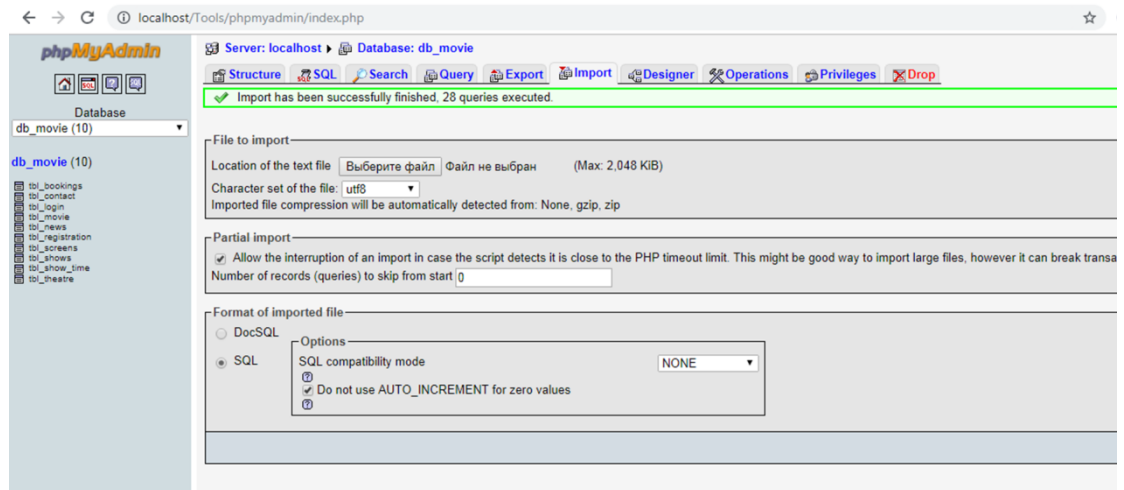 localhost/Tools/phpmyadmin/index.php
phpMyAdmin
Database
db_movie (10)
db_movie (10)
tbl_bookings
tbl_contact
tbl_login
tbl_movie
tbl_news
tbl_registration
tbl_screens
tbl_shows
tbl_show_time
tbl_theatre
Server: localhost Database: db_movie
Structure SQL Search Query Export Import Designer Operations Privileges Drop
Import has been successfully finished, 28 queries executed.
File to import
Location of the text file Выберите файл Файл не выбран (Max: 2,048 KiB)
Character set of the file: utf8
Imported file compression will be automatically detected from: None, gzip, zip
Partial import
Allow the interruption of an import in case the script detects it is close to the PHP timeout limit. This might be good way to import large files, however it can break transa
Number of records (queries) to skip from start 0
Format of imported file
DocSQL
SQL
Options
SQL compatibility mode NONE
Do not use AUTO_INCREMENT for zero values